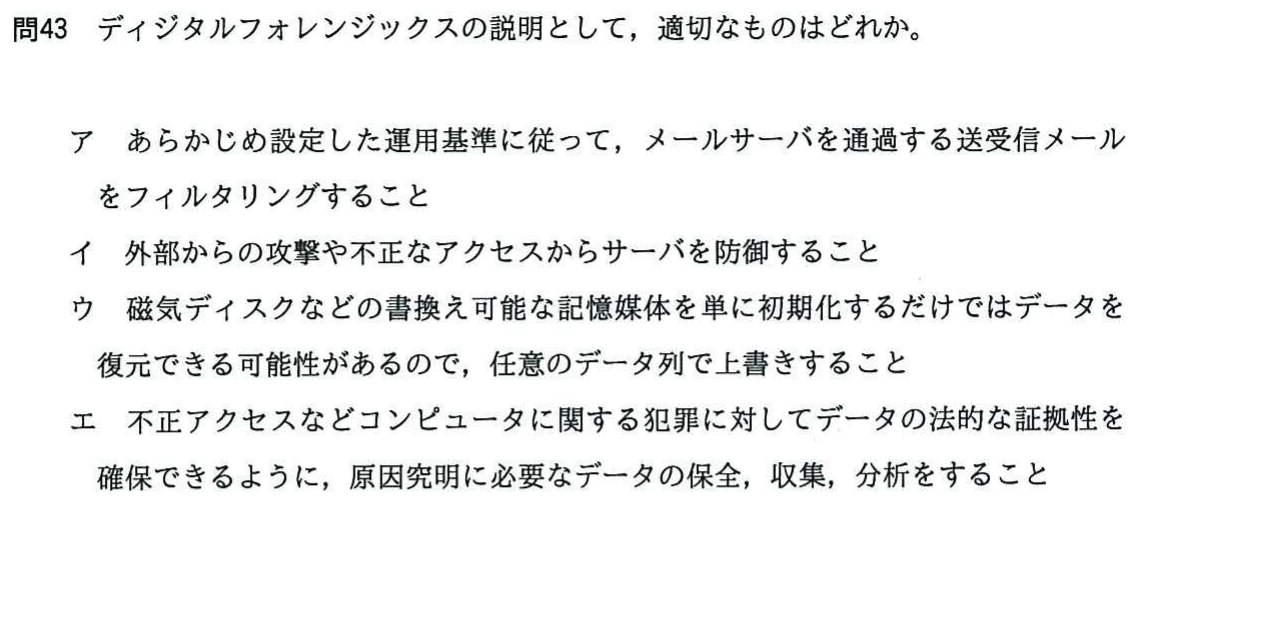 問43　ディジタルフォレンジックスの説明として，適切なものはどれか。
ア　あらかじめ設定した運用基準に従って，メールサーバを通過する送受信メール
をフィルタリングすること
イ　外部からの攻撃や不正なアクセスからサーバを防御すること
ウ　磁気ディスクなどの書換え可能な記憶媒体を単に初期化するだけではデータを
復元できる可能性があるので，任意のデータ列で上書きすること
エ　不正アクセスなどコンピュータに関する犯罪に対してデータの法的な証拠性を
確保できるように，原因究明に必要なデータの保全，収集，分析をすること